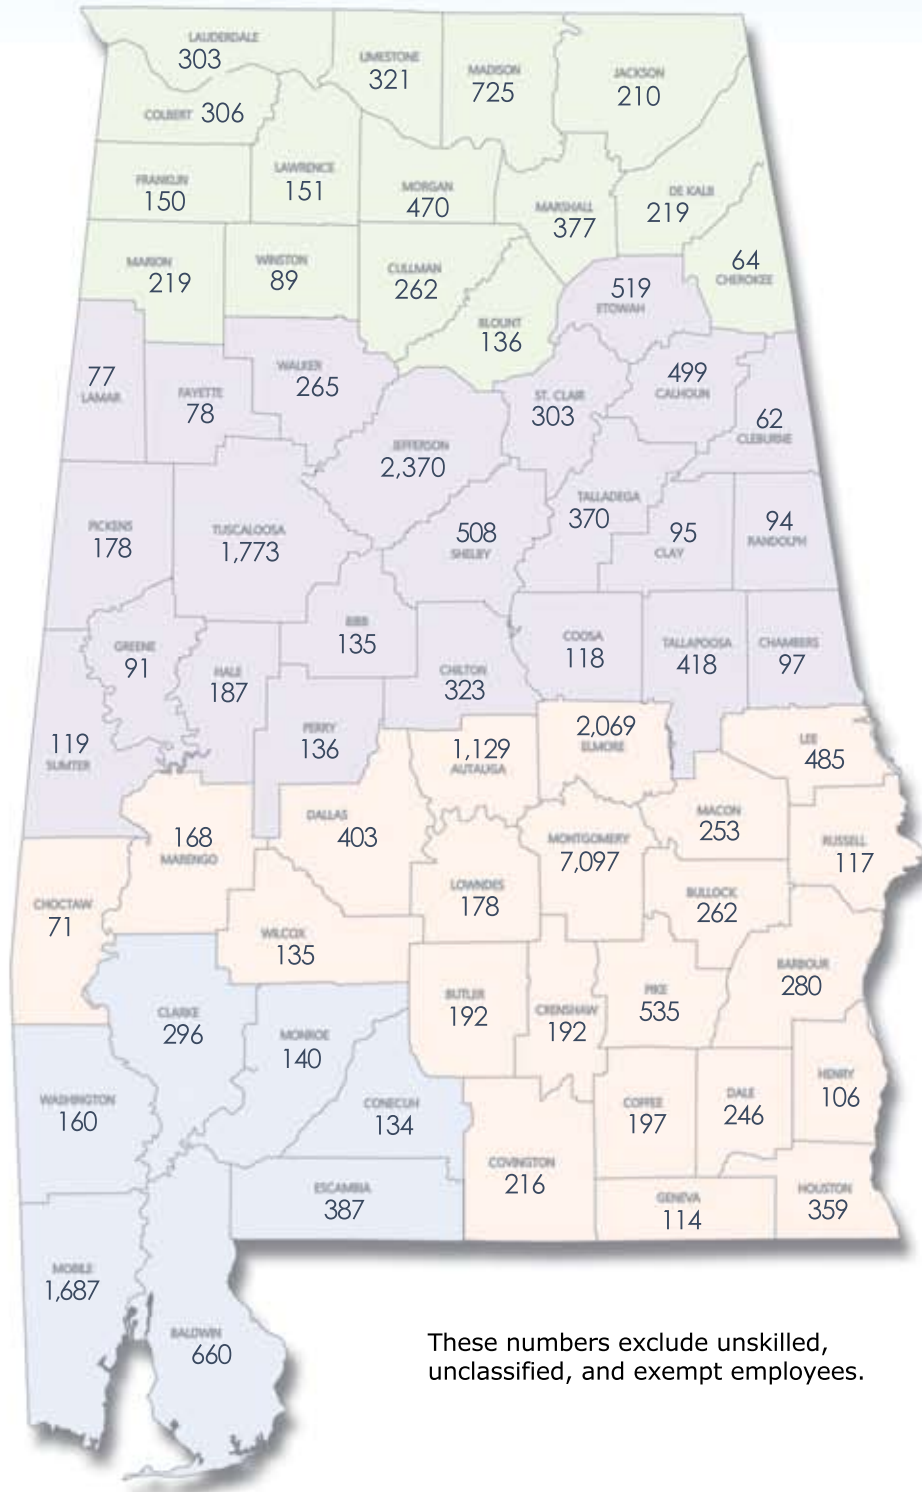 LAUDERDALE
303
LIMESTONE
321
MADISON
725
JACKSON
210
COLBERT 306
FRANKLIN
150
LAWRENCE
151
MORGAN
470
MARSHALL
377
DE KALB
219
MARION
219
WINSTON
89
CULLMAN
262
BLOUNT
136
64
CHEROKEE
519
ETOWAH
77
LAMAR
FAYETTE
78
WALKER
265
JEFFERSON
2,370
ST. CLAIR
303
499
CALHOUN
62
CLEBURNE
PICKENS
178
TUSCALOOSA
1,773
508
SHELBY
TALLADEGA
370
95
CLAY
94
RANDOLPH
GREENE
91
HALE
187
BIBB
135
CHILTON
323
COOSA
118
TALLAPOOSA
418
CHAMBERS
97
119
SUMTER
PERRY
136
1,129
AUTAUGA
2,069
ELMORE
LEE
485
168
MARENGO
DALLAS
403
MONTGOMERY
7,097
MACON
253
RUSSELL
117
CHOCTAW
71
LOWNDES
178
BULLOCK
262
WILCOX
135
BARBOUR
280
CLARKE
296
MONROE
140
BUTLER
192
CRENSHAW
192
PIKE
535
WASHINGTON
160
CONECUH
134
COFFEE
197
DALE
246
HENRY
106
ESCAMBIA
387
COVINGTON
216
GENEVA
114
HOUSTON
359
MOBILE
1,687
BALDWIN
660
These numbers exclude unskilled,
unclassified, and exempt employees.